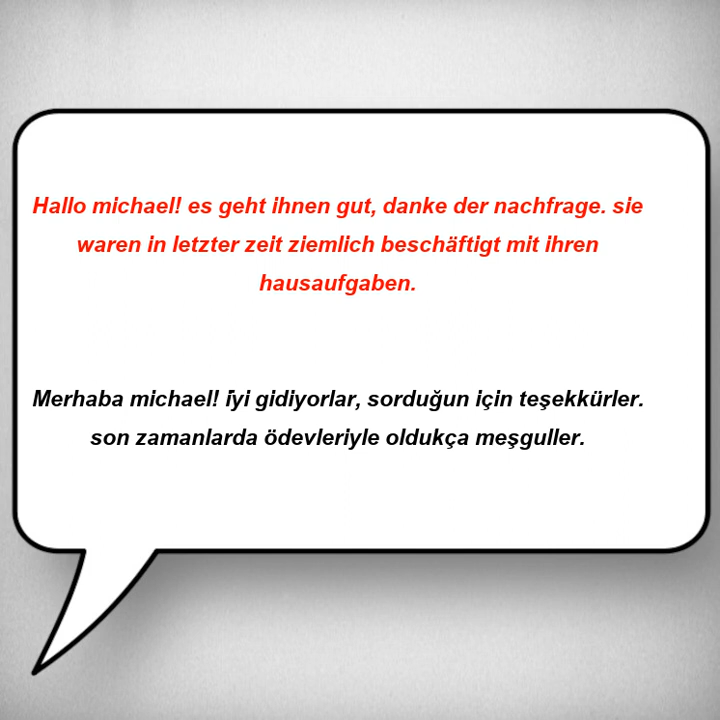 Hallo michael! es geht ihnen gut, danke der nachfrage. sie
waren in letzter zeit ziemlich beschäftigt mit ihren
hausaufgaben.
Merhaba michael! i̇yi gidiyorlar, sorduğun için teşekkürler.
son zamanlarda ödevleriyle oldukça meşguller.